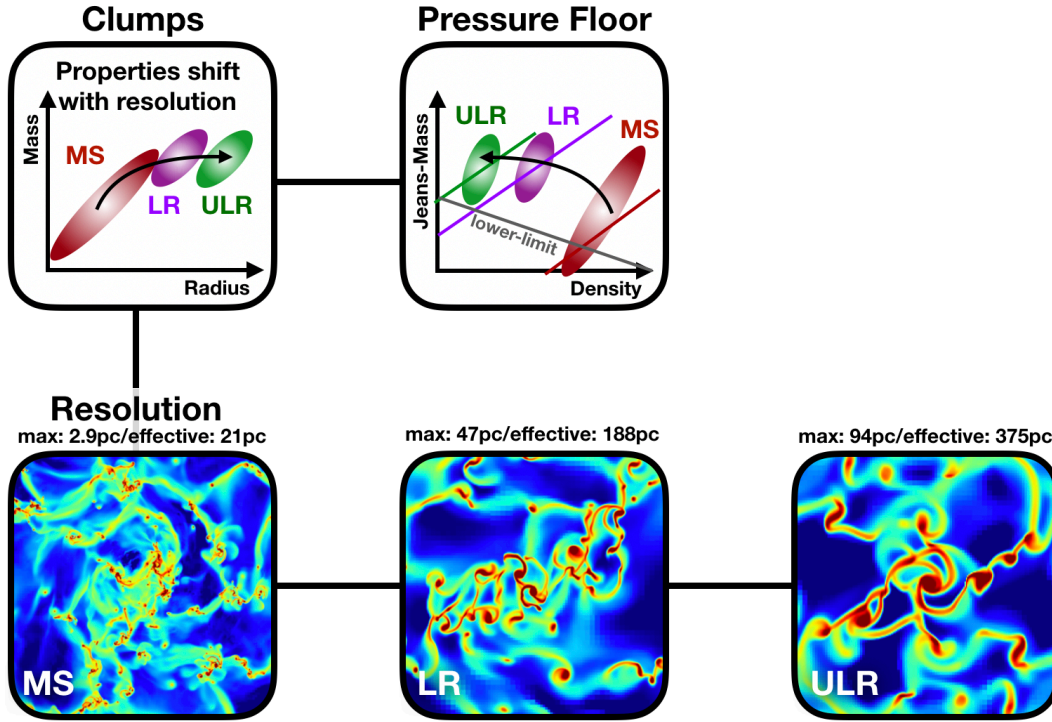 Clumps
Properties shift
with resolution
Mass
MS
LR
ULR
Radius
Pressure Floor
ULR
LR
MS
Jeans-Mass
lower-limit
Density
Resolution
max: 2.9pc/effective: 21pc
max: 47pc/effective: 188pc
max: 94pc/effective: 375pc
MS
LR
ULR